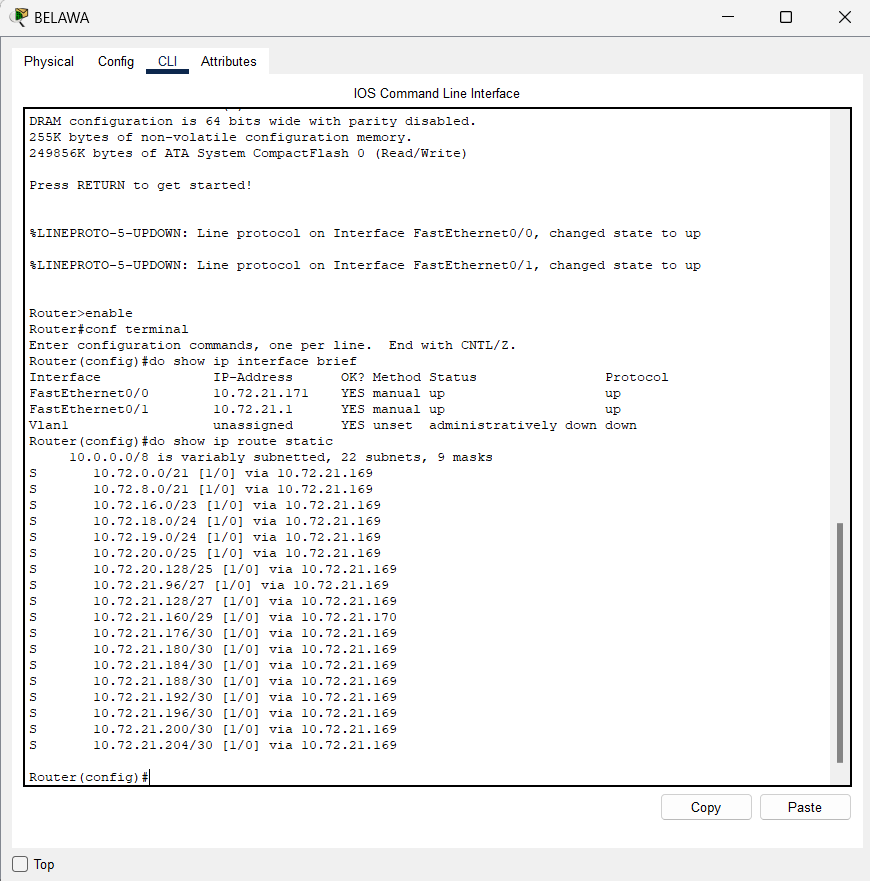 BELAWA
Physical Config CLI Attributes
IOS Command Line Interface
DRAM configuration is 64 bits wide with parity disabled.
255K bytes of non-volatile configuration memory.
249856K bytes of ATA System CompactFlash 0 (Read/Write)
Press RETURN to get started!
%LINEPROTO-5-UPDOWN: Line protocol on Interface FastEthernet0/0, changed state to up
%LINEPROTO-5-UPDOWN: Line protocol on Interface FastEthernet0/1, changed state to up
Router>enable
Router#conf terminal
Enter configuration commands, one per line.  End with CNTL/Z.
Router(config)#do show ip interface brief
Interface              IP-Address      OK? Method Status                Protocol
FastEthernet0/0        10.72.21.171    YES manual up                    up
FastEthernet0/1        10.72.21.1      YES manual up                    up
Vlan1                  unassigned      YES unset  administratively down down
Router(config)#do show ip route static
     10.0.0.0/8 is variably subnetted, 22 subnets, 9 masks
S       10.72.0.0/21 [1/0] via 10.72.21.169
S       10.72.8.0/21 [1/0] via 10.72.21.169
S       10.72.16.0/23 [1/0] via 10.72.21.169
S       10.72.18.0/24 [1/0] via 10.72.21.169
S       10.72.19.0/24 [1/0] via 10.72.21.169
S       10.72.20.0/25 [1/0] via 10.72.21.169
S       10.72.20.128/25 [1/0] via 10.72.21.169
S       10.72.21.96/27 [1/0] via 10.72.21.169
S       10.72.21.128/27 [1/0] via 10.72.21.169
S       10.72.21.160/29 [1/0] via 10.72.21.170
S       10.72.21.176/30 [1/0] via 10.72.21.169
S       10.72.21.180/30 [1/0] via 10.72.21.169
S       10.72.21.184/30 [1/0] via 10.72.21.169
S       10.72.21.188/30 [1/0] via 10.72.21.169
S       10.72.21.192/30 [1/0] via 10.72.21.169
S       10.72.21.196/30 [1/0] via 10.72.21.169
S       10.72.21.200/30 [1/0] via 10.72.21.169
S       10.72.21.204/30 [1/0] via 10.72.21.169
Router(config)#
Copy Paste
Top